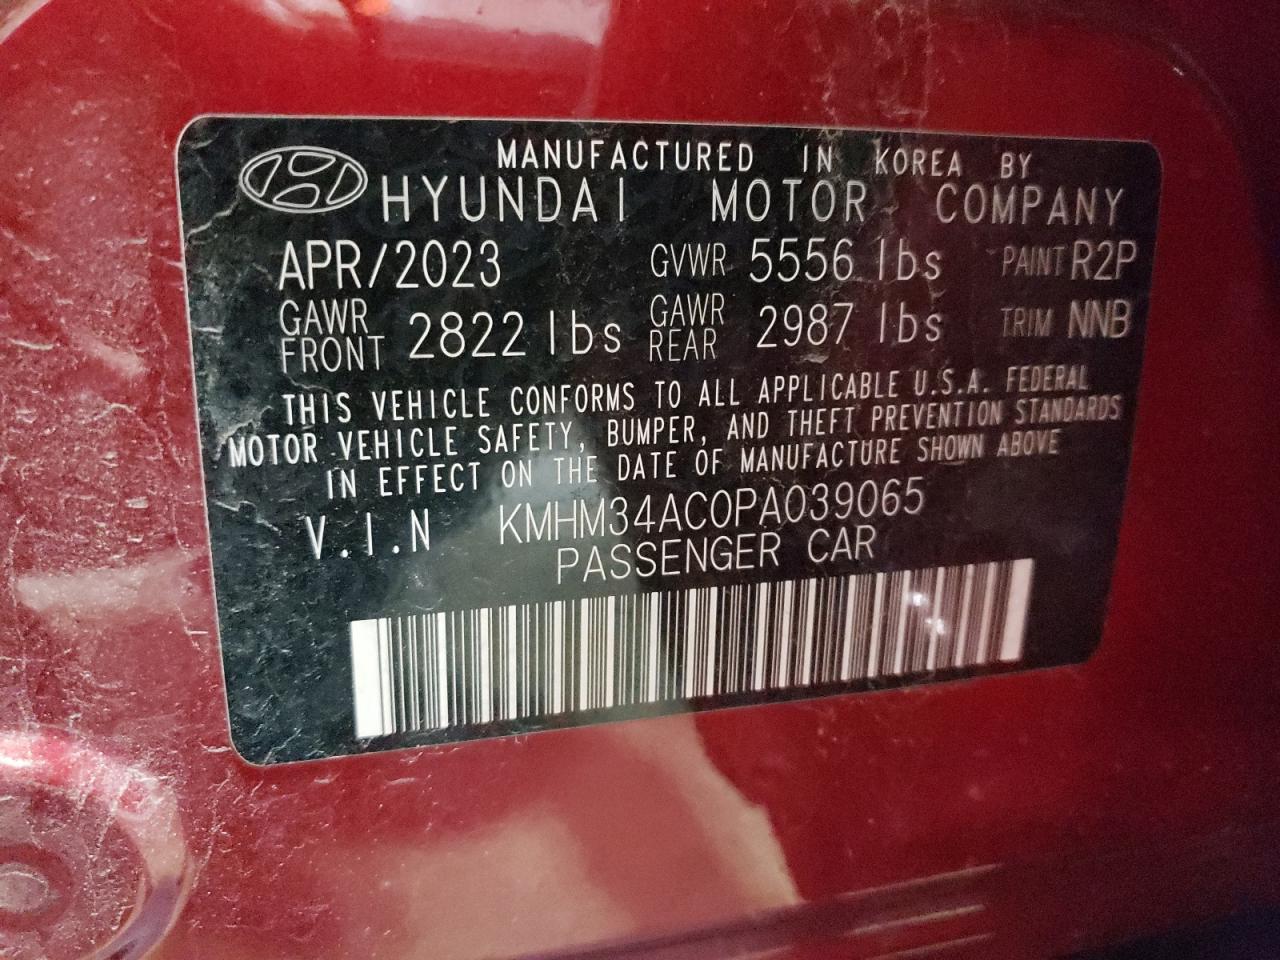 MANUFACTURED IN KOREA BY
HYUNDAI MOTOR COMPANY
APR/2023 GVWR 5556 lbs PAINT R2P
GAWR FRONT 2822 lbs GAWR REAR 2987 lbs TRIM NNB
THIS VEHICLE CONFORMS TO ALL APPLICABLE U.S.A. FEDERAL
MOTOR VEHICLE SAFETY, BUMPER, AND THEFT PREVENTION STANDARDS
IN EFFECT ON THE DATE OF MANUFACTURE SHOWN ABOVE
V.I.N KMHM34AC0PA039065
PASSENGER CAR